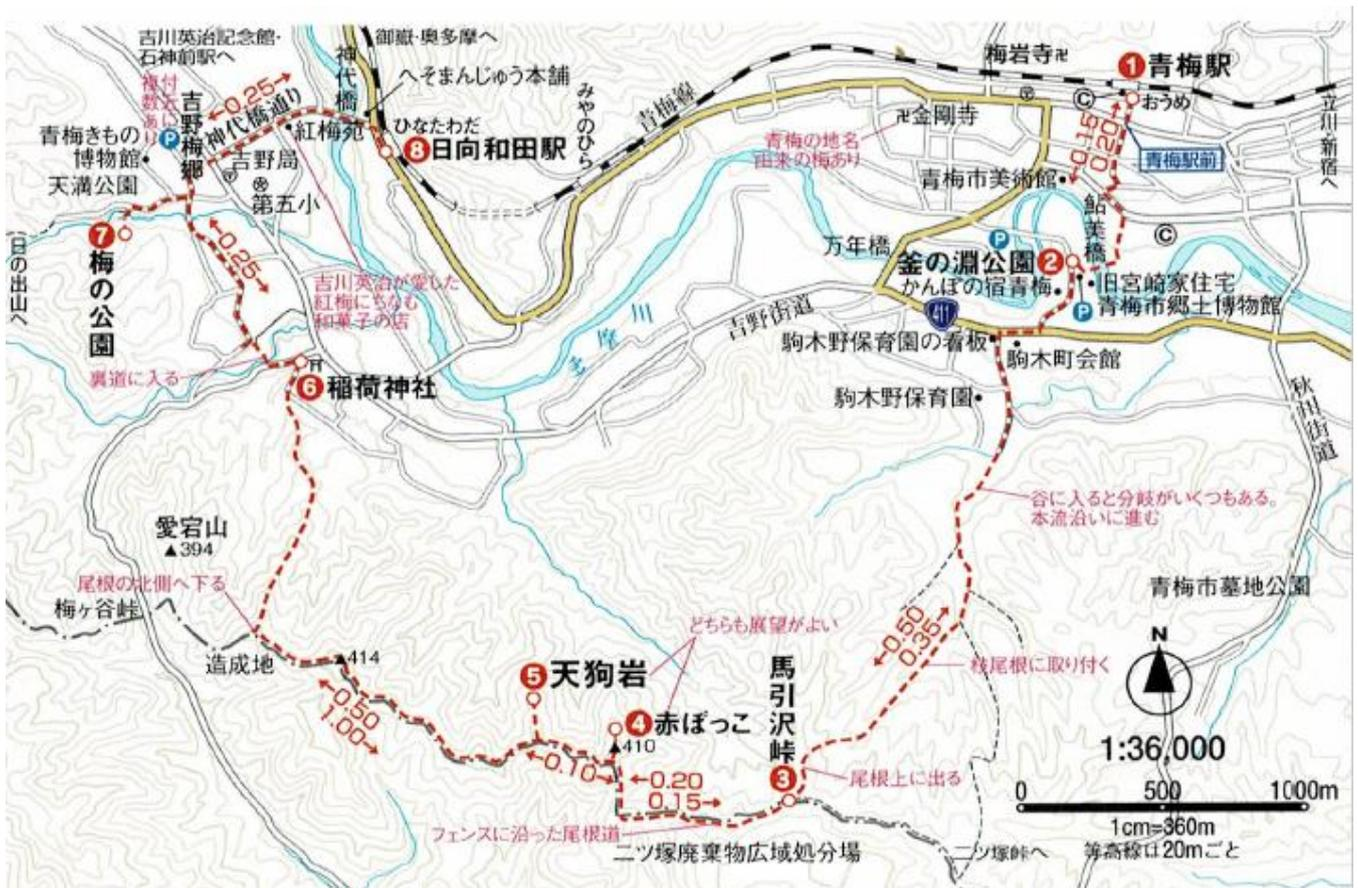 吉川英治記念館・
石神前駅へ
御嶽・奥多摩へ
神代橋
へそまんじゅう本舗
付近に
複数あり
吉野梅郷
←0.25→
神代橋通り
紅梅苑
ひなたわだ
8 日向和田駅
みやのひら
青梅線
梅岩寺卍
1 青梅駅
おうめ
立川・新宿へ
卍金剛寺
青梅の地名
由来の梅あり
←0.15
0.20→
青梅駅前
青梅市美術館
鮎美橋
青梅きもの
博物館
P
天満公園
吉野局
第五小
7 梅の公園
日の出山へ
←0.25→
吉川英治が愛した
紅梅にちなむ
和菓子の店
万年橋
P
釜の淵公園 2
かんぽの宿青梅
旧宮崎家住宅
青梅市郷土博物館
P
411
多摩川
吉野街道
駒木野保育園の看板
駒木町会館
駒木野保育園
秋川街道
裏道に入る
6 稲荷神社
谷に入ると分岐がいくつもある。
本流沿いに進む
愛宕山
▲394
尾根の北側へ下る
梅ヶ谷峠
造成地
▲414
←0.50
1.00→
どちらも展望がよい
5 天狗岩
4 赤ぼっこ
▲410
←0.10→
←0.20
0.15→
馬引沢峠
3
←0.50
0.35→
枝尾根に取り付く
尾根上に出る
フェンスに沿った尾根道
二ツ塚廃棄物広域処分場
二ツ塚峠へ
青梅市墓地公園
N
1:36,000
0 500 1000m
1cm=360m
等高線は20mごと